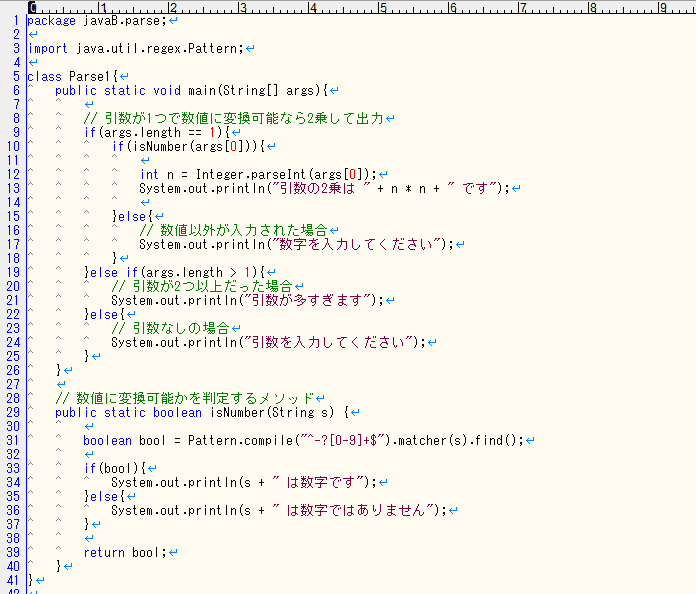 0 1 2 3 4 5 6 7 8 9
1 package javaB.parse;↵
2 ↵
3 import java.util.regex.Pattern;↵
4 ↵
5 class Parse1{↵
6 ^ public static void main(String[] args){↵
7 ^ ^ ↵
8 ^ ^ // 引数が1つで数値に変換可能なら2乗して出力↵
9 ^ ^ if(args.length == 1){↵
10 ^ ^ ^ if(isNumber(args[0])){↵
11 ^ ^ ^ ^ ↵
12 ^ ^ ^ ^ int n = Integer.parseInt(args[0]);↵
13 ^ ^ ^ ^ System.out.println("引数の2乗は " + n * n + " です");↵
14 ^ ^ ^ ^ ↵
15 ^ ^ ^ }else{↵
16 ^ ^ ^ ^ // 数値以外が入力された場合↵
17 ^ ^ ^ ^ System.out.println("数字を入力してください");↵
18 ^ ^ ^ }↵
19 ^ ^ }else if(args.length > 1){↵
20 ^ ^ ^ // 引数が2つ以上だった場合↵
21 ^ ^ ^ System.out.println("引数が多すぎます");↵
22 ^ ^ }else{↵
23 ^ ^ ^ // 引数なしの場合↵
24 ^ ^ ^ System.out.println("引数を入力してください");↵
25 ^ ^ }↵
26 ^ }↵
27 ^ ↵
28 ^ // 数値に変換可能かを判定するメソッド↵
29 ^ public static boolean isNumber(String s) {↵
30 ^ ^ ↵
31 ^ ^ boolean bool = Pattern.compile("^-?[0-9]+$").matcher(s).find();↵
32 ^ ^ ↵
33 ^ ^ if(bool){↵
34 ^ ^ ^ System.out.println(s + " は数字です");↵
35 ^ ^ }else{↵
36 ^ ^ ^ System.out.println(s + " は数字ではありません");↵
37 ^ ^ }↵
38 ^ ^ ↵
39 ^ ^ return bool;↵
40 ^ }↵
41 }↵